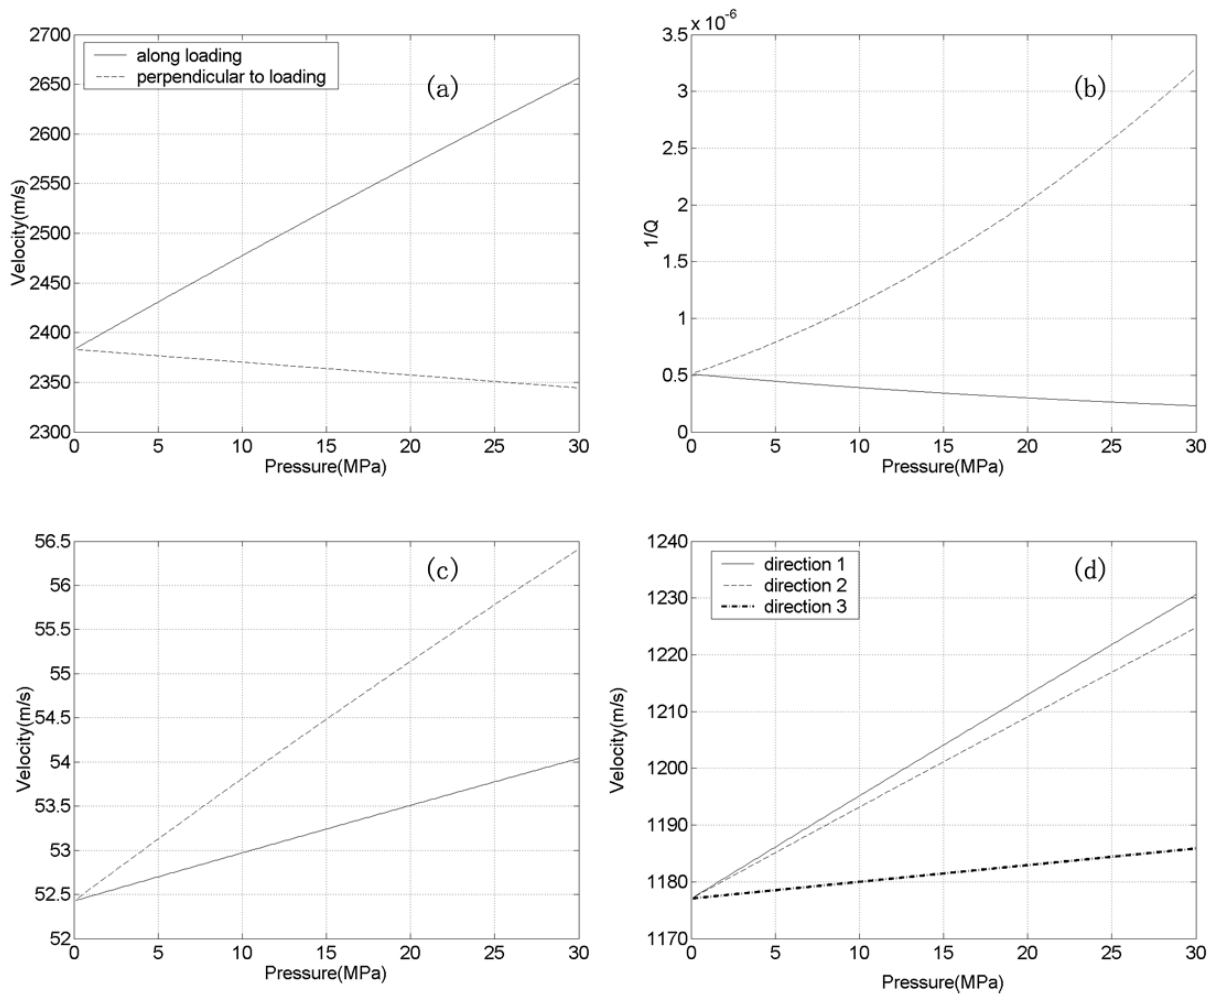 2700
2650
2600
2550
2500
2450
2400
2350
2300
0 5 10 15 20 25 30
Velocity(m/s)
Pressure(MPa)
along loading
perpendicular to loading
(a)
3.5 x 10⁻⁶
3
2.5
2
1.5
1
0.5
0
0 5 10 15 20 25 30
1/Q
Pressure(MPa)
(b)
56.5
56
55.5
55
54.5
54
53.5
53
52.5
52
0 5 10 15 20 25 30
Velocity(m/s)
Pressure(MPa)
(c)
1240
1230
1220
1210
1200
1190
1180
1170
0 5 10 15 20 25 30
Velocity(m/s)
Pressure(MPa)
direction 1
direction 2
direction 3
(d)